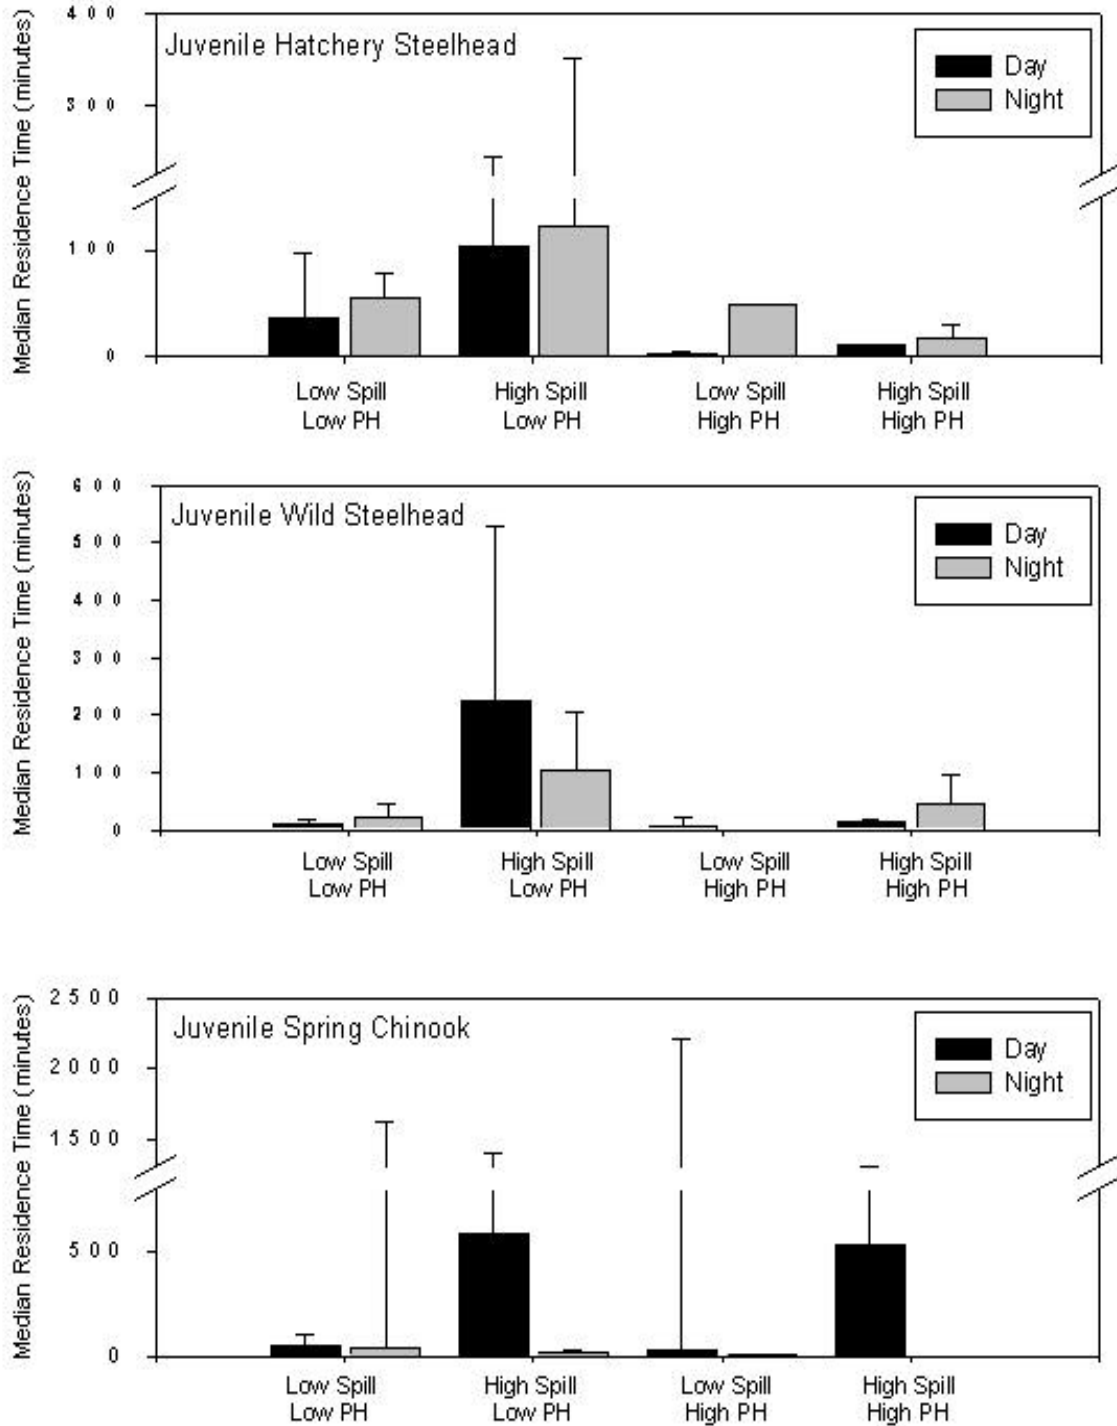 Median Residence Time (minutes)
400
300
100
0
Juvenile Hatchery Steelhead
Day
Night
Low Spill
Low PH
High Spill
Low PH
Low Spill
High PH
High Spill
High PH
Median Residence Time (minutes)
600
500
400
300
200
100
0
Juvenile Wild Steelhead
Day
Night
Low Spill
Low PH
High Spill
Low PH
Low Spill
High PH
High Spill
High PH
Median Residence Time (minutes)
2500
2000
1500
500
0
Juvenile Spring Chinook
Day
Night
Low Spill
Low PH
High Spill
Low PH
Low Spill
High PH
High Spill
High PH